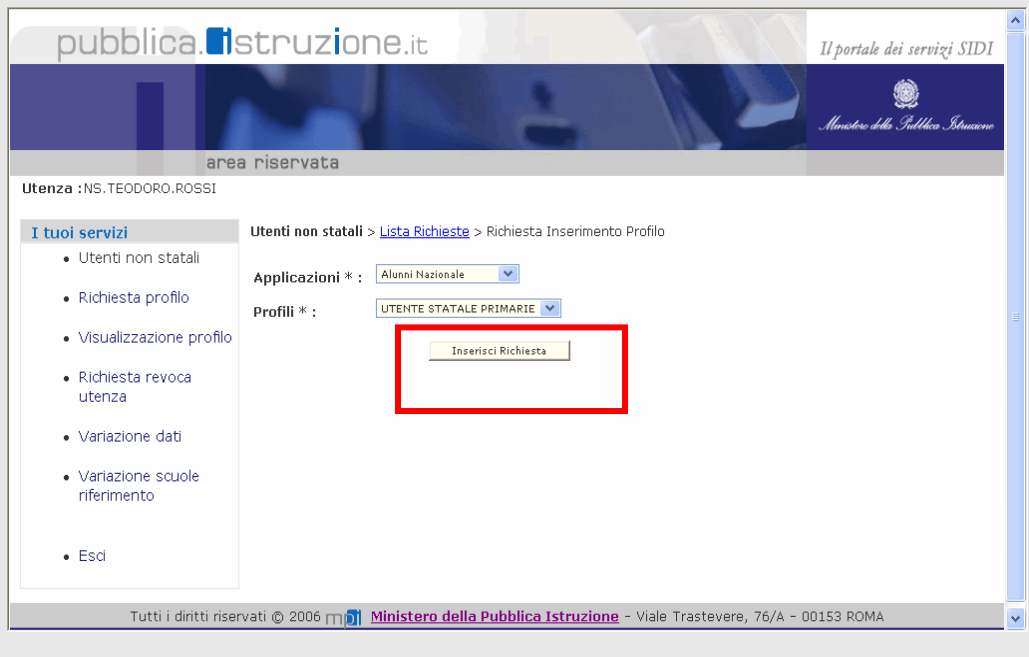 pubblica.istruzione.it
Il portale dei servizi SIDI
Ministero della Pubblica Istruzione
area riservata
Utenza :NS.TEODORO.ROSSI
I tuoi servizi
• Utenti non statali
• Richiesta profilo
• Visualizzazione profilo
• Richiesta revoca
utenza
• Variazione dati
• Variazione scuole
riferimento
• Esci
Utenti non statali > Lista Richieste > Richiesta Inserimento Profilo
Applicazioni * : Alunni Nazionale
Profili * : UTENTE STATALE PRIMARIE
Inserisci Richiesta
Tutti i diritti riservati © 2006 mpi Ministero della Pubblica Istruzione - Viale Trastevere, 76/A - 00153 ROMA